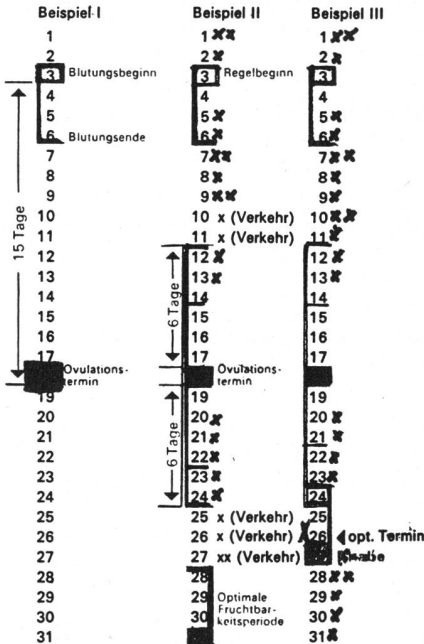 Beispiel I
1
2
3 Blutungsbeginn
4
5
6 Blutungsende
7
8
9
10
11
12
13
14
15
16
17
Ovulations-
termin
19
20
21
22
23
24
25
26
27
28
29
30
31
15 Tage
Beispiel II
1 xx
2 x
3 Regelbeginn
4
5 x
6 x
7 xx
8 x
9 xx
10 x (Verkehr)
11 x (Verkehr)
12 x
13 x
14
15
16
17
Ovulations-
termin
19
20 x
21 x
22 x
23 x
24 x
25 x (Verkehr)
26 x (Verkehr)
27 xx (Verkehr)
28
29 Optimale
30 Fruchtbar-
keitsperiode
6 Tage
6 Tage
Beispiel III
1 xx
2 x
3
4
5 x
6 x
7 x x
8 x
9 x
10 xx
11 x
12 x
13 x
14
15
16
17
19
20 x
21 x
22 x
23 x
24
25
x 26 opt. Termin
28 x x
29 x
30 x
31 x